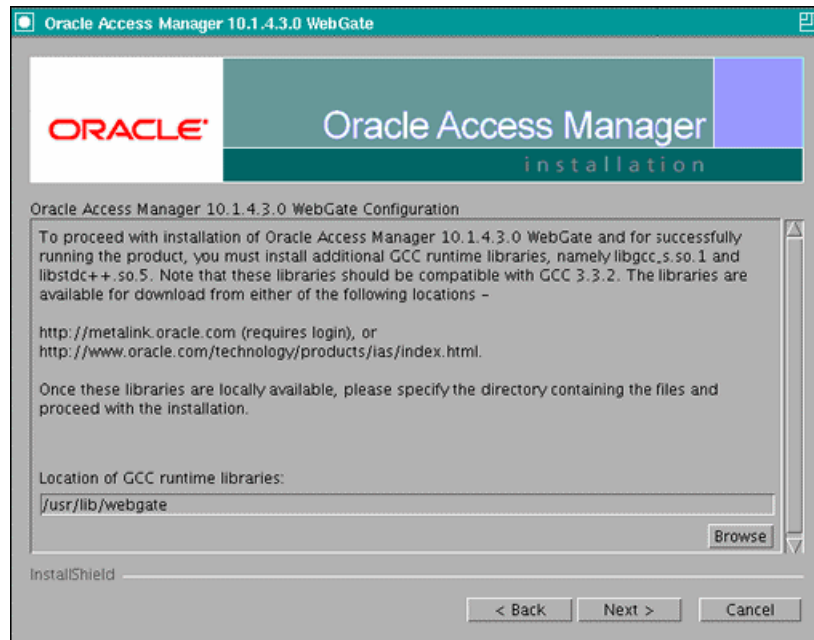 Oracle Access Manager 10.1.4.3.0 WebGate
ORACLE®
Oracle Access Manager
installation
Oracle Access Manager 10.1.4.3.0 WebGate Configuration
To proceed with installation of Oracle Access Manager 10.1.4.3.0 WebGate and for successfully
running the product, you must install additional GCC runtime libraries, namely libgcc_s.so.1 and
libstdc++.so.5. Note that these libraries should be compatible with GCC 3.3.2. The libraries are
available for download from either of the following locations -
http://metalink.oracle.com (requires login), or
http://www.oracle.com/technology/products/ias/index.html.
Once these libraries are locally available, please specify the directory containing the files and
proceed with the installation.
Location of GCC runtime libraries:
/usr/lib/webgate
Browse
InstallShield
< Back Next > Cancel